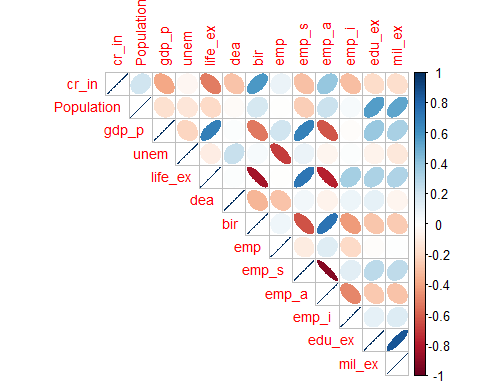 cr_in
Population
gdp_p
unem
life_ex
dea
bir
emp
emp_s
emp_a
emp_i
edu_ex
mil_ex
cr_in
Population
gdp_p
unem
life_ex
dea
bir
emp
emp_s
emp_a
emp_i
edu_ex
mil_ex
1
0.8
0.6
0.4
0.2
0
-0.2
-0.4
-0.6
-0.8
-1